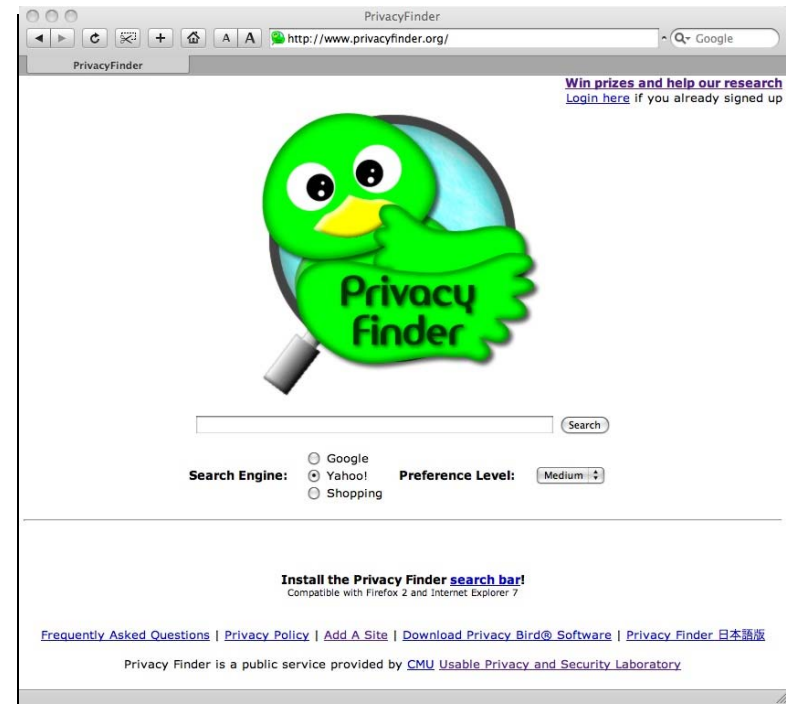 PrivacyFinder
A A http://www.privacyfinder.org/ Google
PrivacyFinder
Win prizes and help our research
Login here if you already signed up
Privacy
Finder
Search
Google
Search Engine: Yahoo! Preference Level: Medium
Shopping
Install the Privacy Finder search bar!
Compatible with Firefox 2 and Internet Explorer 7
Frequently Asked Questions | Privacy Policy | Add A Site | Download Privacy Bird® Software | Privacy Finder 日本語版
Privacy Finder is a public service provided by CMU Usable Privacy and Security Laboratory